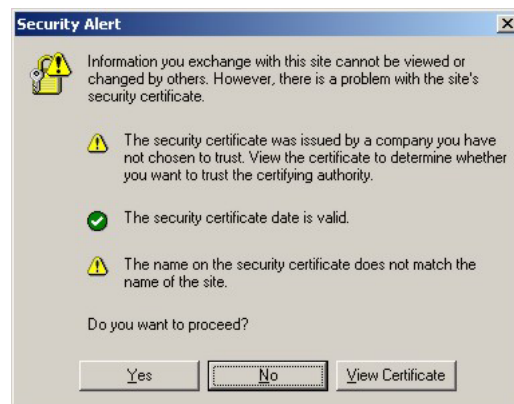 Security Alert
Information you exchange with this site cannot be viewed or
changed by others. However, there is a problem with the site's
security certificate.
The security certificate was issued by a company you have
not chosen to trust. View the certificate to determine whether
you want to trust the certifying authority.
The security certificate date is valid.
The name on the security certificate does not match the
name of the site.
Do you want to proceed?
Yes No View Certificate